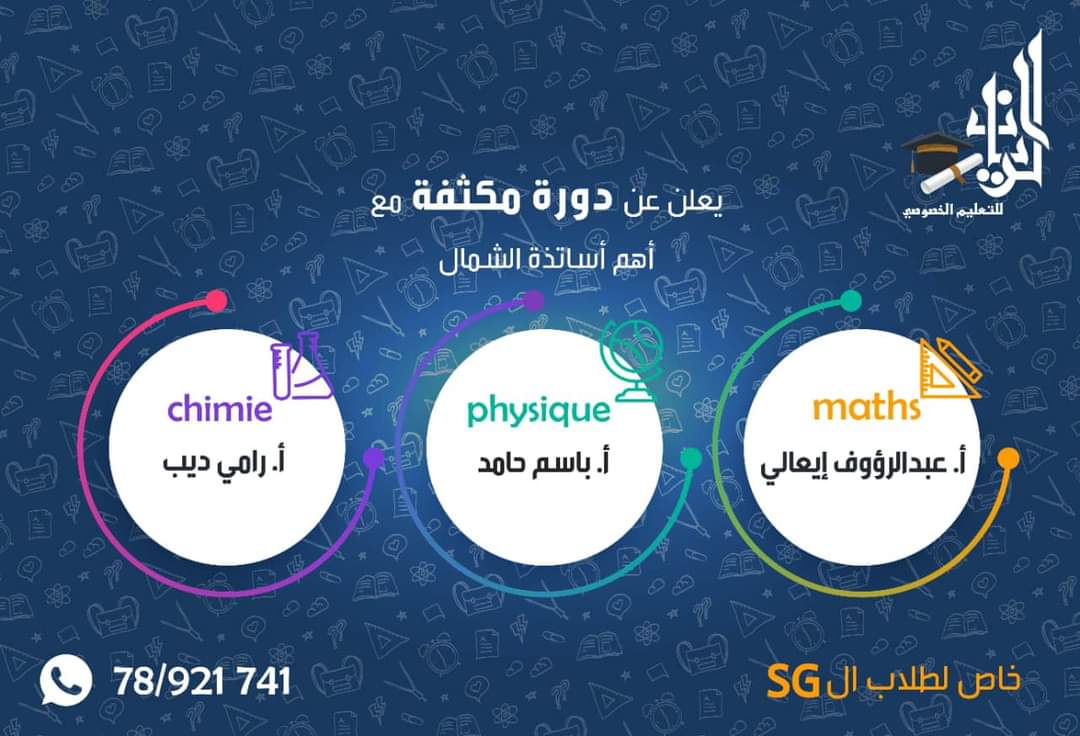 للتعليم الخصوصي
يعلن عن دورة مكثفة مع
أهم أساتذة الشمال
maths
أ. عبدالرؤوف إيعالي
physique
أ. باسم حامد
chimie
أ. رامي ديب
خاص لطلاب ال SG
78/921 741